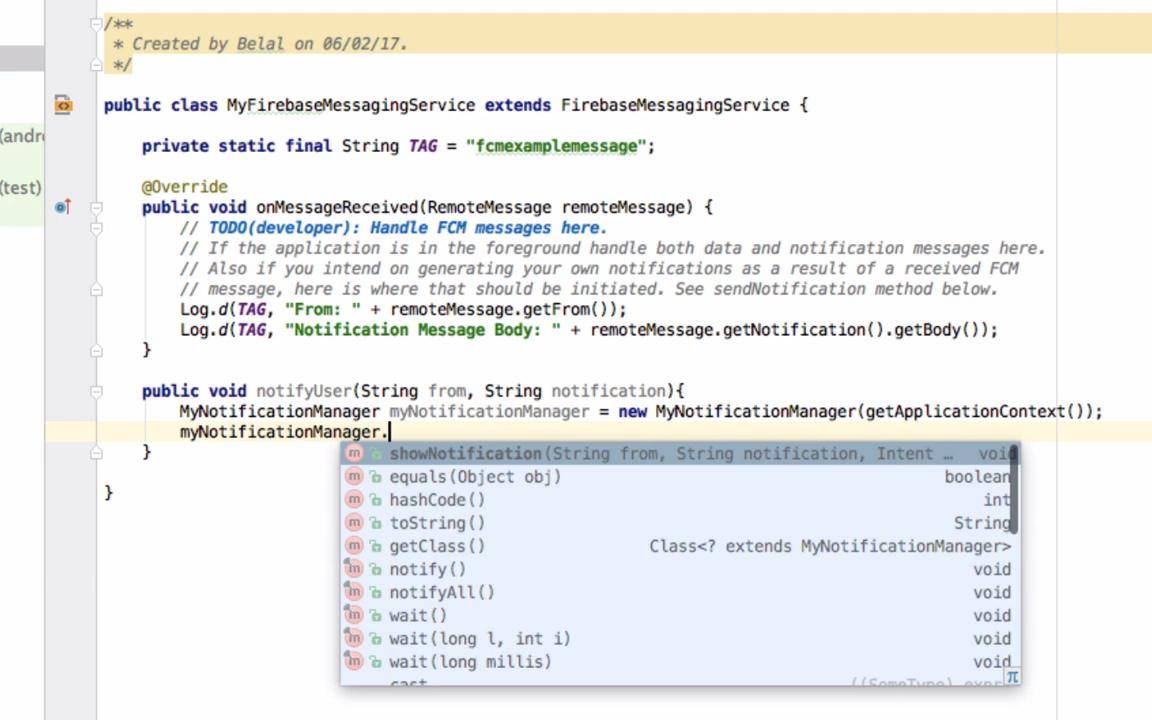 /**
* Created by Belal on 06/02/17.
*/
public class MyFirebaseMessagingService extends FirebaseMessagingService {
(andr
private static final String TAG = "fcmexamplemessage";
(test)
@Override
public void onMessageReceived(RemoteMessage remoteMessage) {
// TODO(developer): Handle FCM messages here.
// If the application is in the foreground handle both data and notification messages here.
// Also if you intend on generating your own notifications as a result of a received FCM
// message, here is where that should be initiated. See sendNotification method below.
Log.d(TAG, "From: " + remoteMessage.getFrom());
Log.d(TAG, "Notification Message Body: " + remoteMessage.getNotification().getBody());
}
public void notifyUser(String from, String notification){
MyNotificationManager myNotificationManager = new MyNotificationManager(getApplicationContext());
myNotificationManager.
}
showNotification(String from, String notification, Intent … void
equals(Object obj) boolean
hashCode() int
}
toString() String
getClass() Class<? extends MyNotificationManager>
notify() void
notifyAll() void
wait() void
wait(long l, int i) void
wait(long millis) void
cast ((SomeType) expr)
π